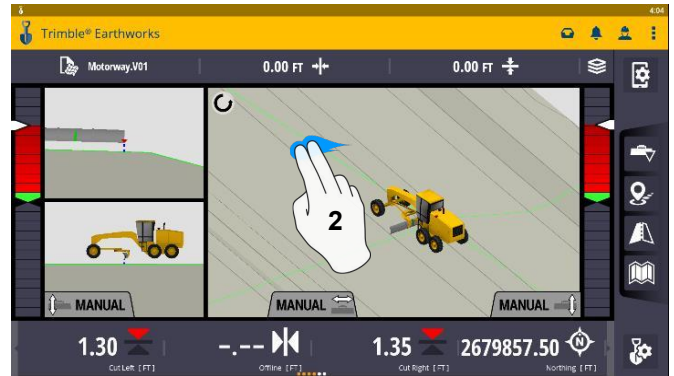 4:04
Trimble® Earthworks
Motorway.V01
0.00 FT
0.00 FT
2
MANUAL
MANUAL
MANUAL
1.30
-.--
1.35
2679857.50
N
Cut Left [FT]
Offline [FT]
Cut Right [FT]
Northing [FT]